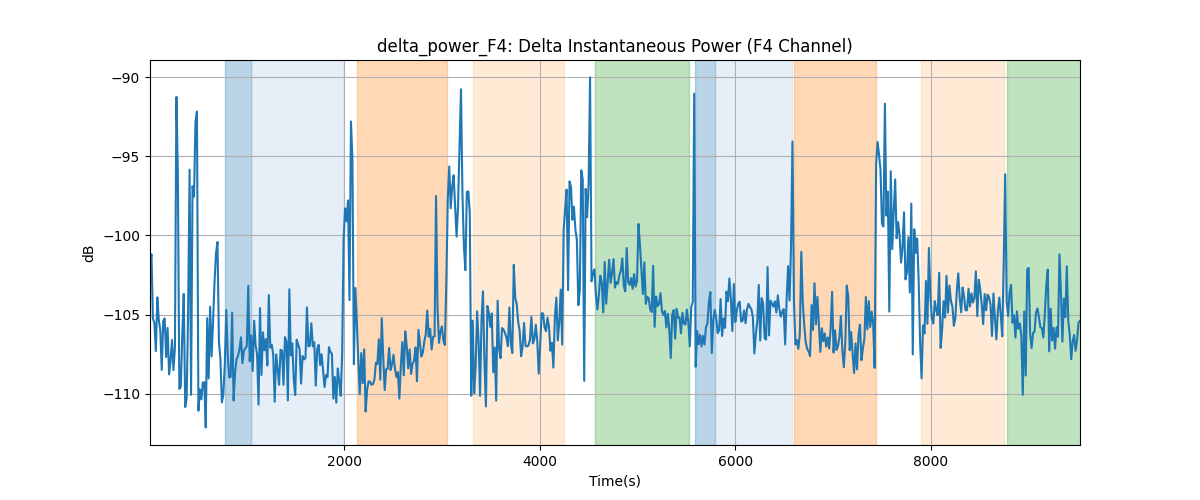 delta_power_F4: Delta Instantaneous Power (F4 Channel)
−90
−95
−100
−105
−110
dB
2000 4000 6000 8000
Time(s)